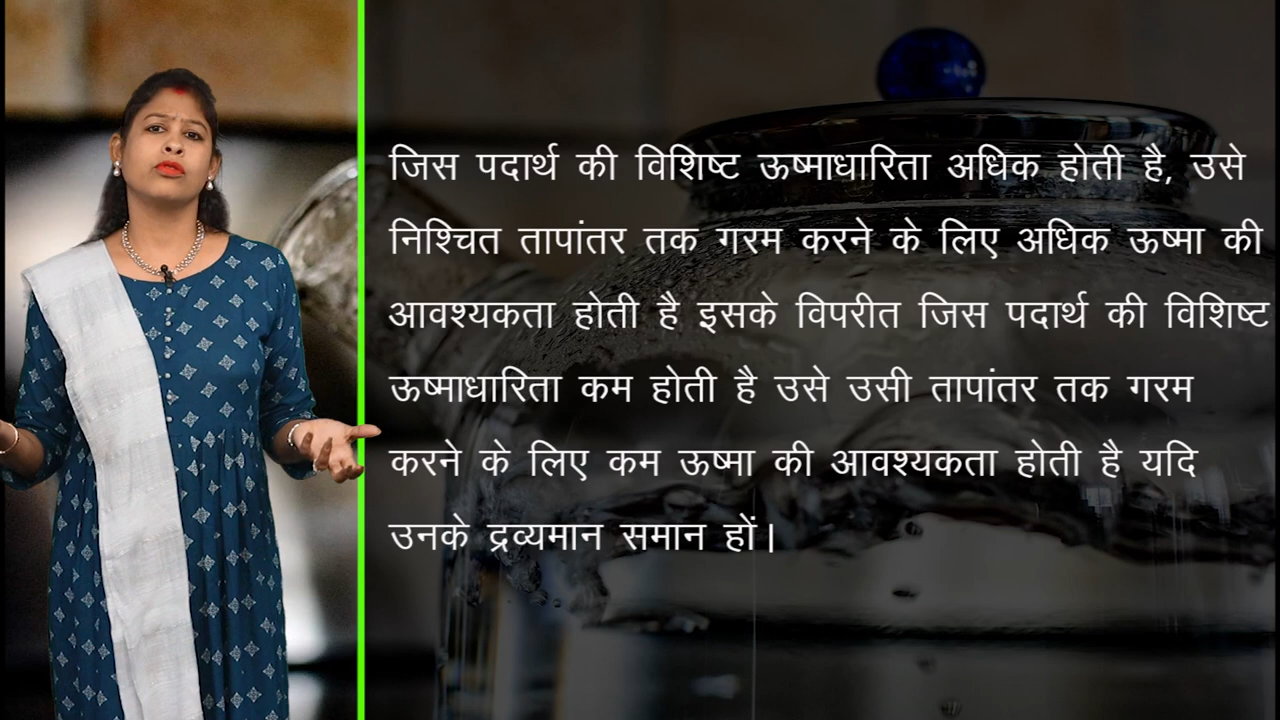 जिस पदार्थ की विशिष्ट ऊष्माधारिता अधिक होती है, उसे
निश्चित तापांतर तक गरम करने के लिए अधिक ऊष्मा की
आवश्यकता होती है इसके विपरीत जिस पदार्थ की विशिष्ट
ऊष्माधारिता कम होती है उसे उसी तापांतर तक गरम
करने के लिए कम ऊष्मा की आवश्यकता होती है यदि
उनके द्रव्यमान समान हों।